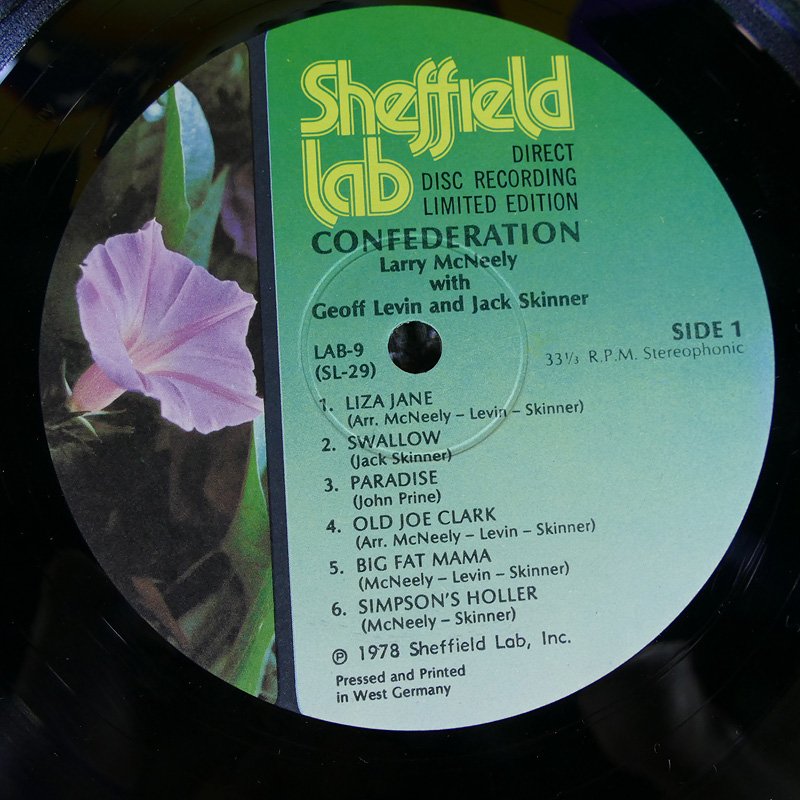 Sheffield
lab
DIRECT
DISC RECORDING
LIMITED EDITION
CONFEDERATION
Larry McNeely
with
Geoff Levin and Jack Skinner
LAB-9
(SL-29)
SIDE 1
33 1/3 R.P.M. Stereophonic
1. LIZA JANE
(Arr. McNeely – Levin – Skinner)
2. SWALLOW
(Jack Skinner)
3. PARADISE
(John Prine)
4. OLD JOE CLARK
(Arr. McNeely – Levin – Skinner)
5. BIG FAT MAMA
(McNeely – Levin – Skinner)
6. SIMPSON'S HOLLER
(McNeely – Skinner)
℗ 1978 Sheffield Lab, Inc.
Pressed and Printed
in West Germany